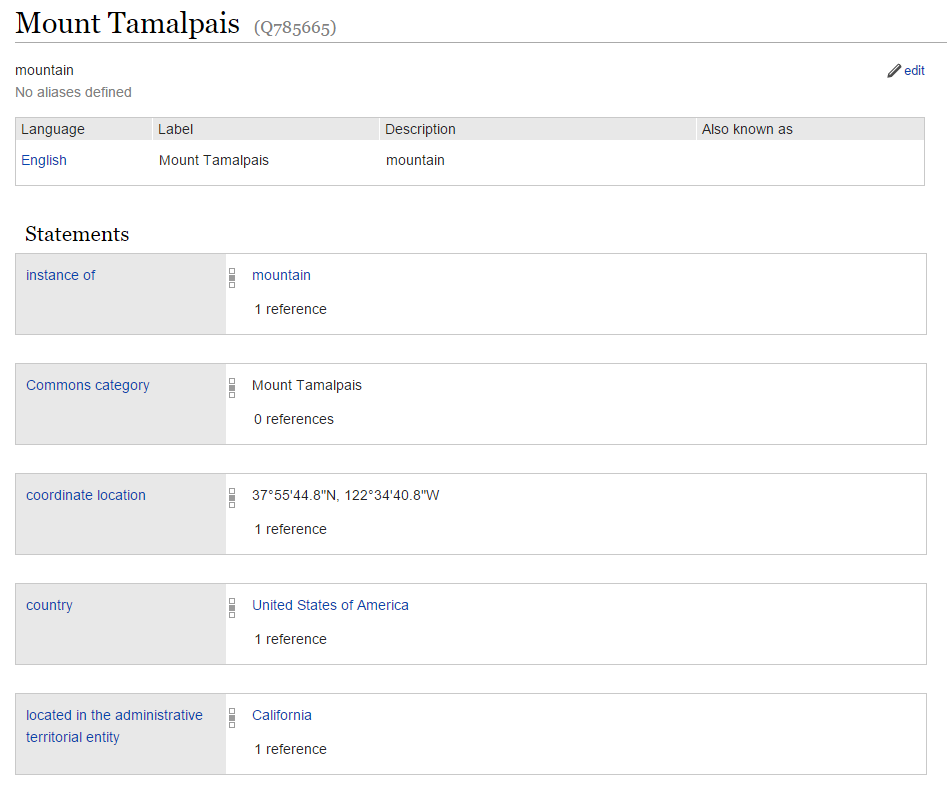 Mount Tamalpais (Q785665)
mountain
edit
No aliases defined
Language Label Description Also known as
English Mount Tamalpais mountain
Statements
instance of
mountain
1 reference
Commons category
Mount Tamalpais
0 references
coordinate location
37°55'44.8"N, 122°34'40.8"W
1 reference
country
United States of America
1 reference
located in the administrative
territorial entity
California
1 reference